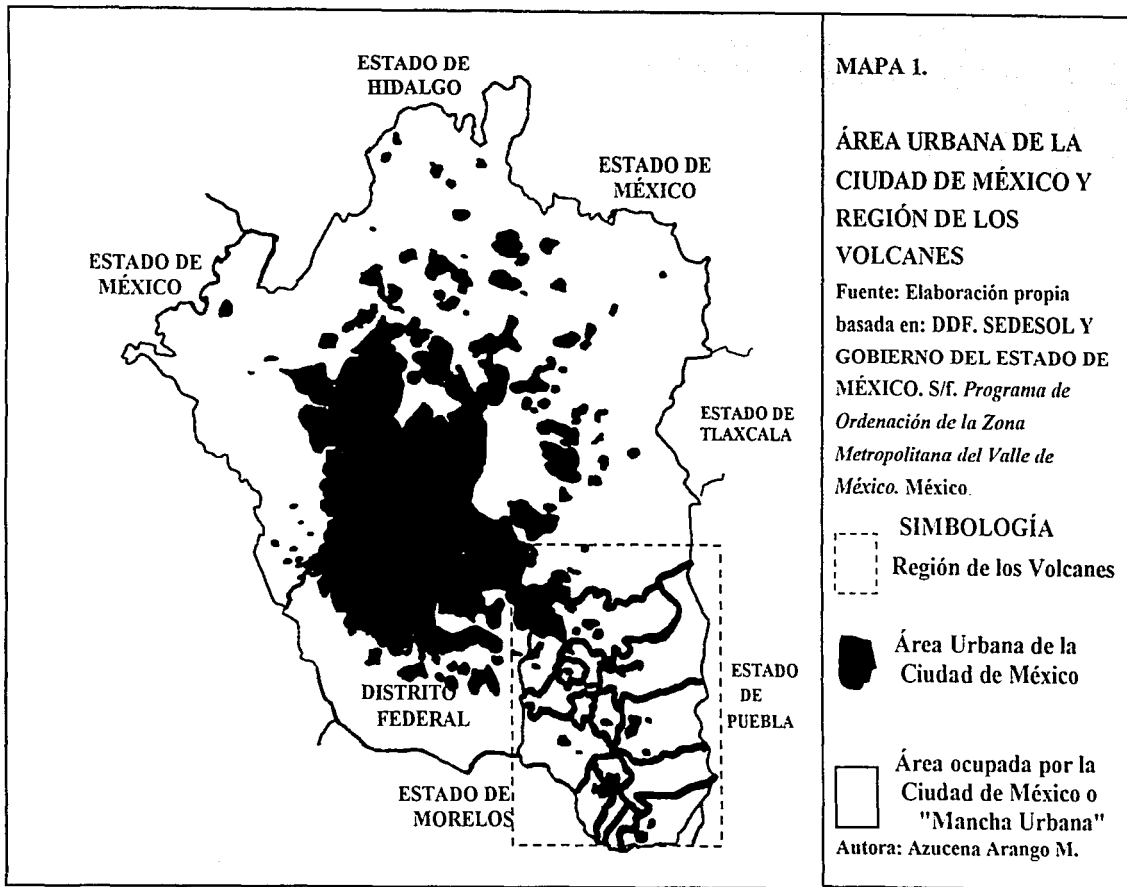 ESTADO DE
HIDALGO
ESTADO DE
MÉXICO
ESTADO DE
MÉXICO
ESTADO DE
TLAXCALA
ESTADO
DE
PUEBLA
DISTRITO
FEDERAL
ESTADO DE
MORELOS
MAPA 1.
ÁREA URBANA DE LA
CIUDAD DE MÉXICO Y
REGIÓN DE LOS
VOLCANES
Fuente: Elaboración propia
basada en: DDF. SEDESOL Y
GOBIERNO DEL ESTADO DE
MÉXICO. S/f. Programa de
Ordenación de la Zona
Metropolitana del Valle de
México. México.
SIMBOLOGÍA
Región de los Volcanes
Área Urbana de la
Ciudad de México
Área ocupada por la
Ciudad de México o
"Mancha Urbana"
Autora: Azucena Arango M.